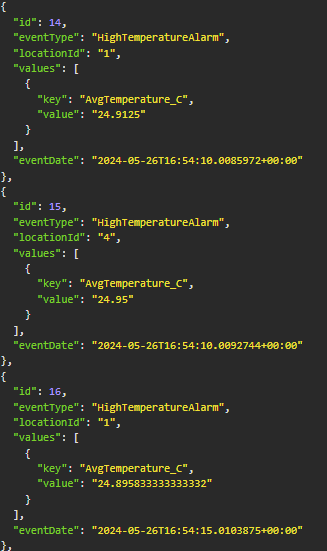 {
"id": 14,
"eventType": "HighTemperatureAlarm",
"locationId": "1",
"values": [
{
"key": "AvgTemperature_C",
"value": "24.9125"
}
],
"eventDate": "2024-05-26T16:54:10.0085972+00:00"
},
{
"id": 15,
"eventType": "HighTemperatureAlarm",
"locationId": "4",
"values": [
{
"key": "AvgTemperature_C",
"value": "24.95"
}
],
"eventDate": "2024-05-26T16:54:10.0092744+00:00"
},
{
"id": 16,
"eventType": "HighTemperatureAlarm",
"locationId": "1",
"values": [
{
"key": "AvgTemperature_C",
"value": "24.895833333333332"
}
],
"eventDate": "2024-05-26T16:54:15.0103875+00:00"
},